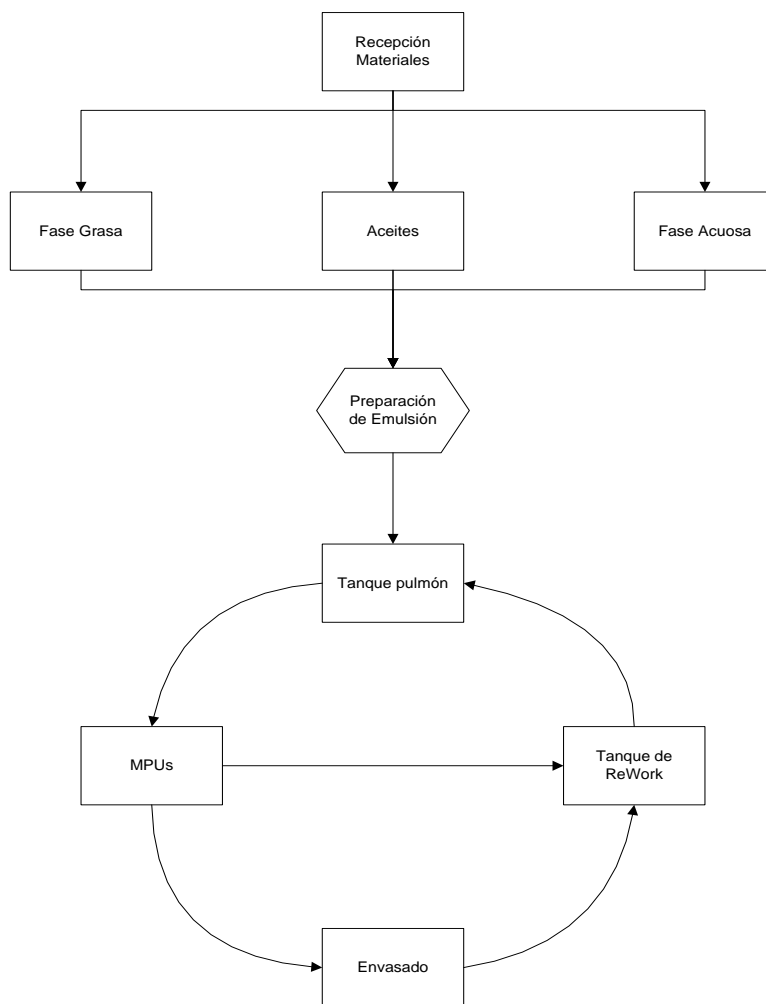 Recepción
Materiales
Fase Grasa
Aceites
Fase Acuosa
Preparación
de Emulsión
Tanque pulmón
MPUs
Tanque de
ReWork
Envasado